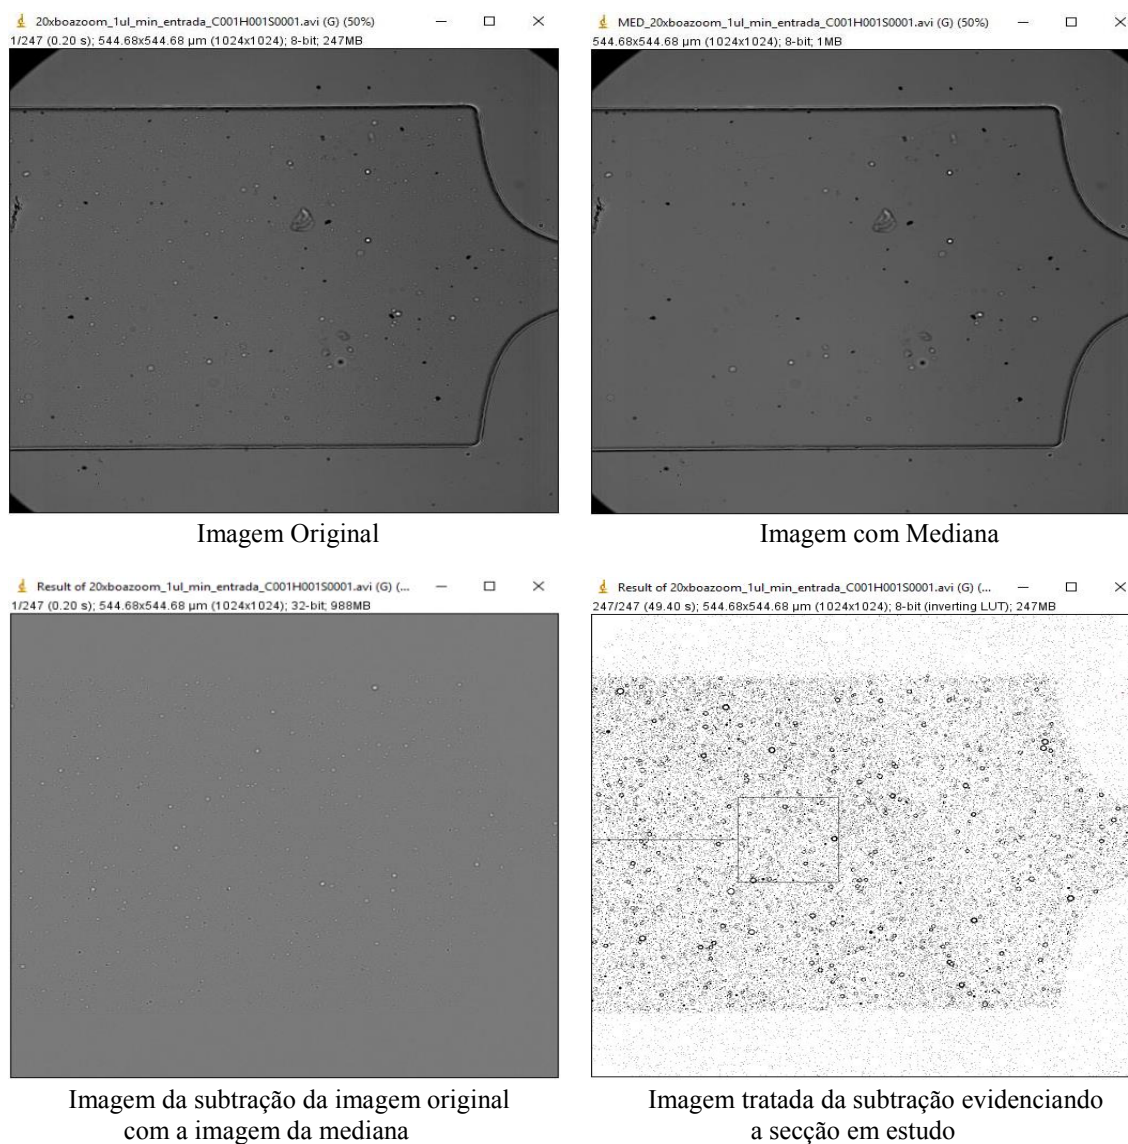 20xboazoom_1ul_min_entrada_C001H001S0001.avi (G) (50%)
1/247 (0.20 s); 544.68x544.68 µm (1024x1024); 8-bit; 247MB
MED_20xboazoom_1ul_min_entrada_C001H001S0001.avi (G) (50%)
544.68x544.68 µm (1024x1024); 8-bit; 1MB
Imagem Original
Imagem com Mediana
Result of 20xboazoom_1ul_min_entrada_C001H001S0001.avi (G) (...
1/247 (0.20 s); 544.68x544.68 µm (1024x1024); 32-bit; 988MB
Result of 20xboazoom_1ul_min_entrada_C001H001S0001.avi (G) (...
247/247 (49.40 s); 544.68x544.68 µm (1024x1024); 8-bit (inverting LUT); 247MB
Imagem da subtração da imagem original
com a imagem da mediana
Imagem tratada da subtração evidenciando
a secção em estudo